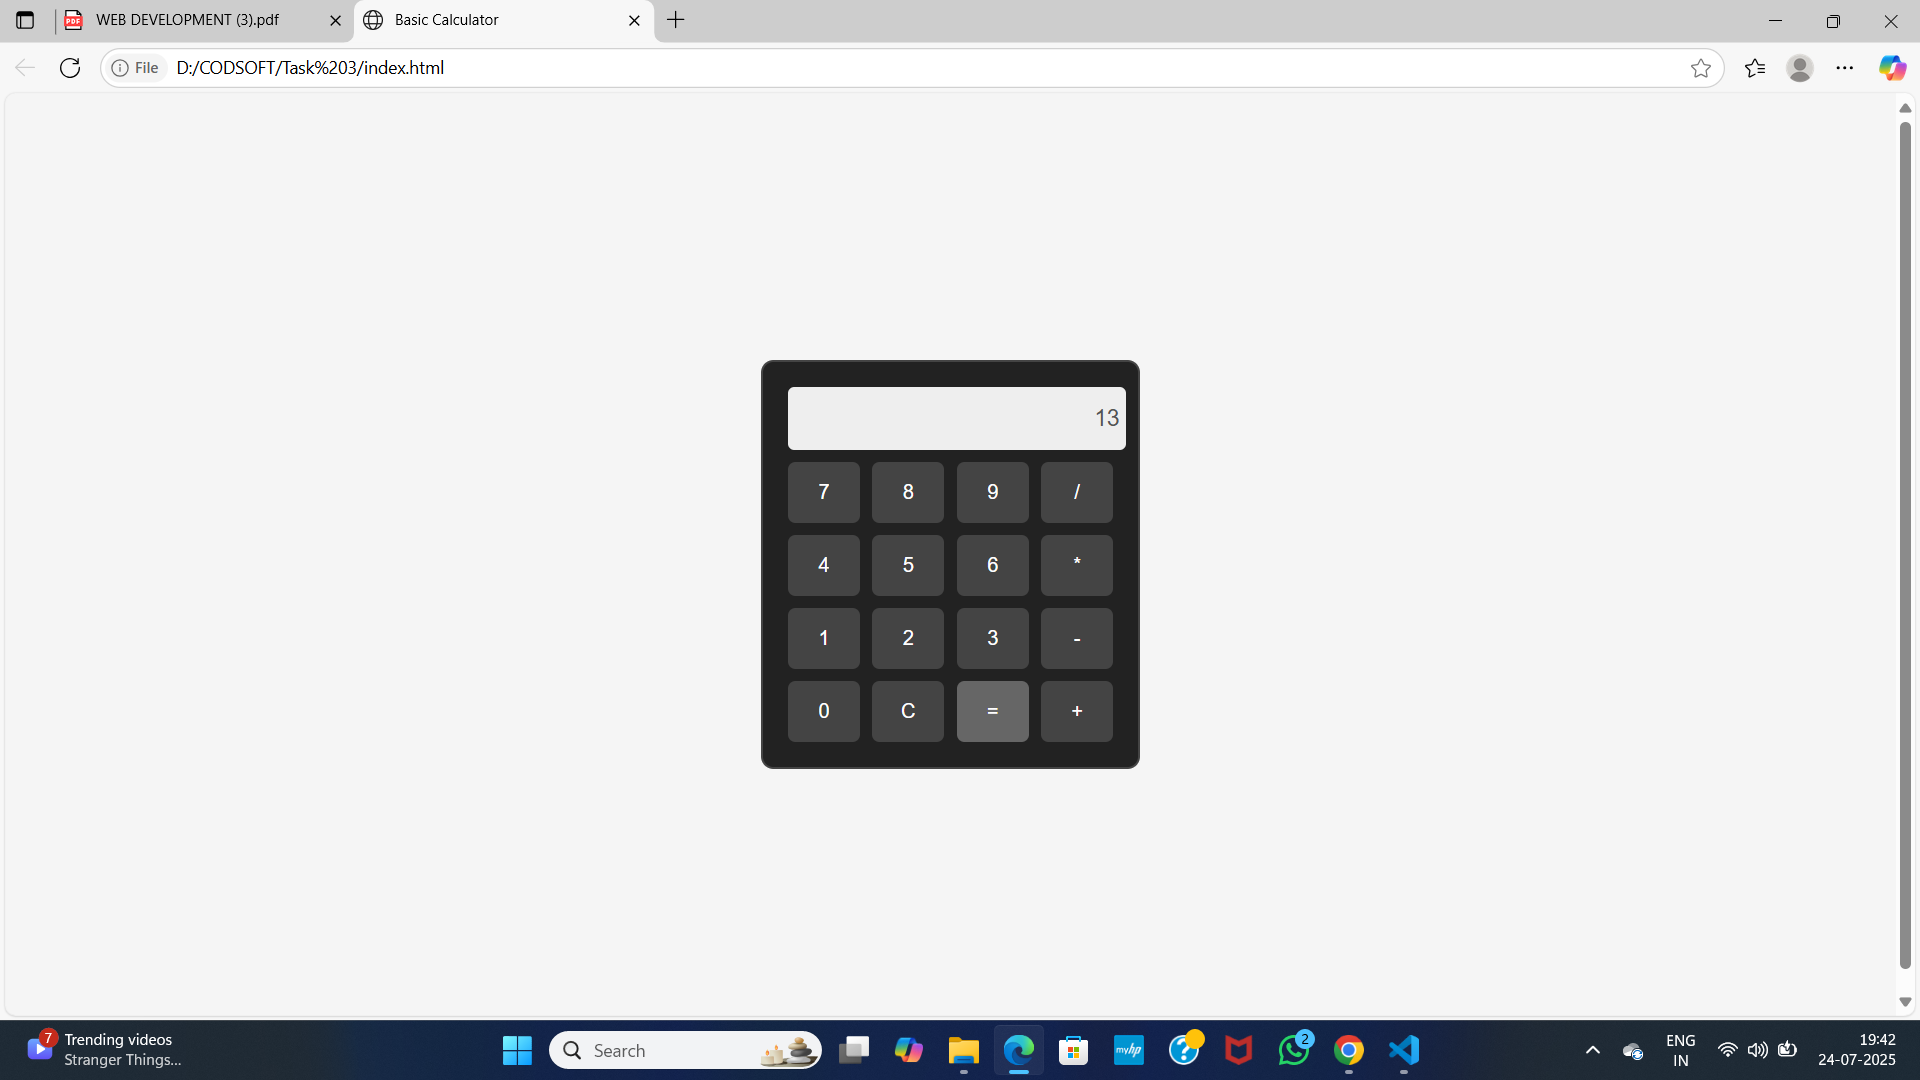 WEB DEVELOPMENT (3).pdf
Basic Calculator
File
D:/CODSOFT/Task%203/index.html
13
7 8 9 /
4 5 6 *
1 2 3 -
0 C = +
7
Trending videos
Stranger Things...
Search
myhp
2
ENG
IN
19:42
24-07-2025